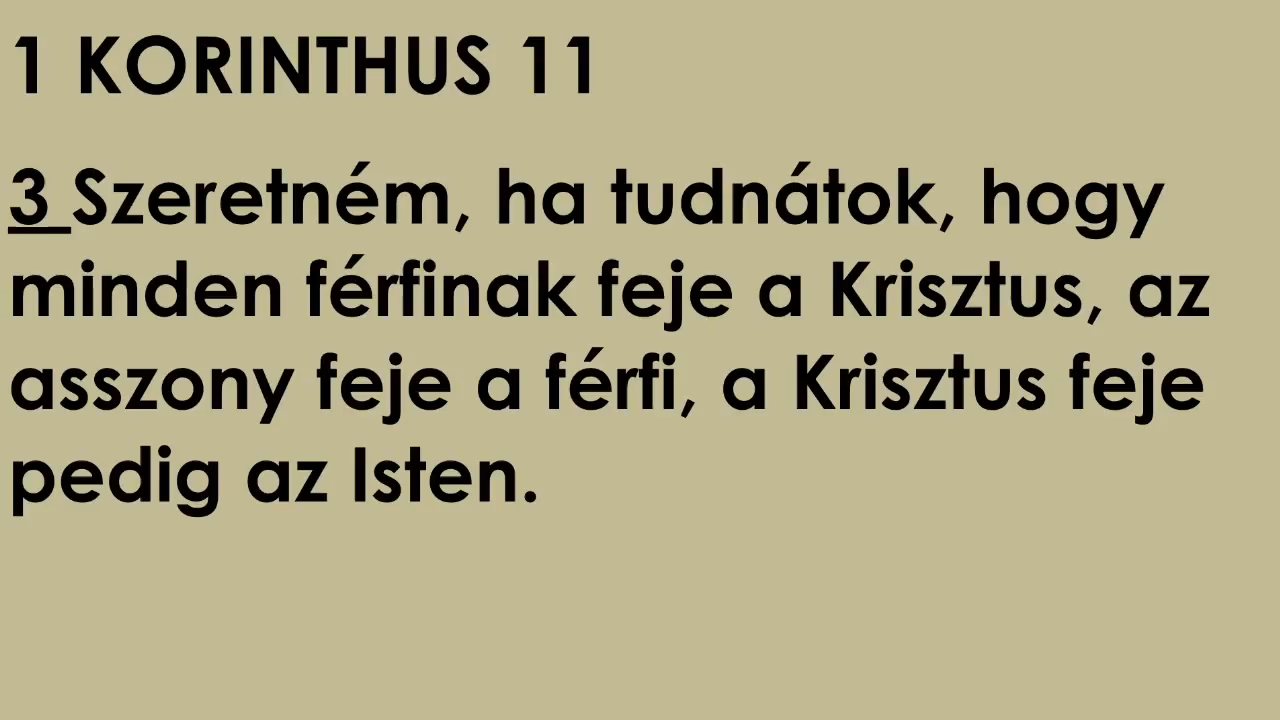 1 KORINTHUS 11
3 Szeretném, ha tudnátok, hogy
minden férfinak feje a Krisztus, az
asszony feje a férfi, a Krisztus feje
pedig az Isten.